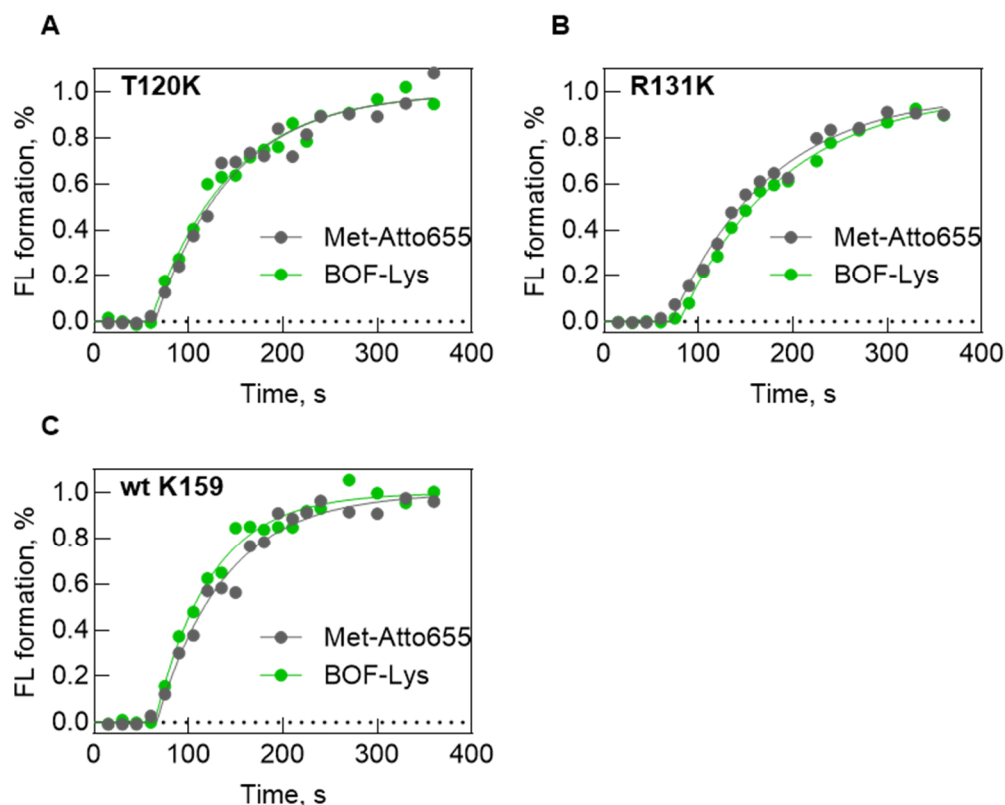 A
T120K
FL formation, %
1.0
0.8
0.6
0.4
0.2
0.0
Met-Atto655
BOF-Lys
0 100 200 300 400
Time, s
B
R131K
FL formation, %
1.0
0.8
0.6
0.4
0.2
0.0
Met-Atto655
BOF-Lys
0 100 200 300 400
Time, s
C
wt K159
FL formation, %
1.0
0.8
0.6
0.4
0.2
0.0
Met-Atto655
BOF-Lys
0 100 200 300 400
Time, s